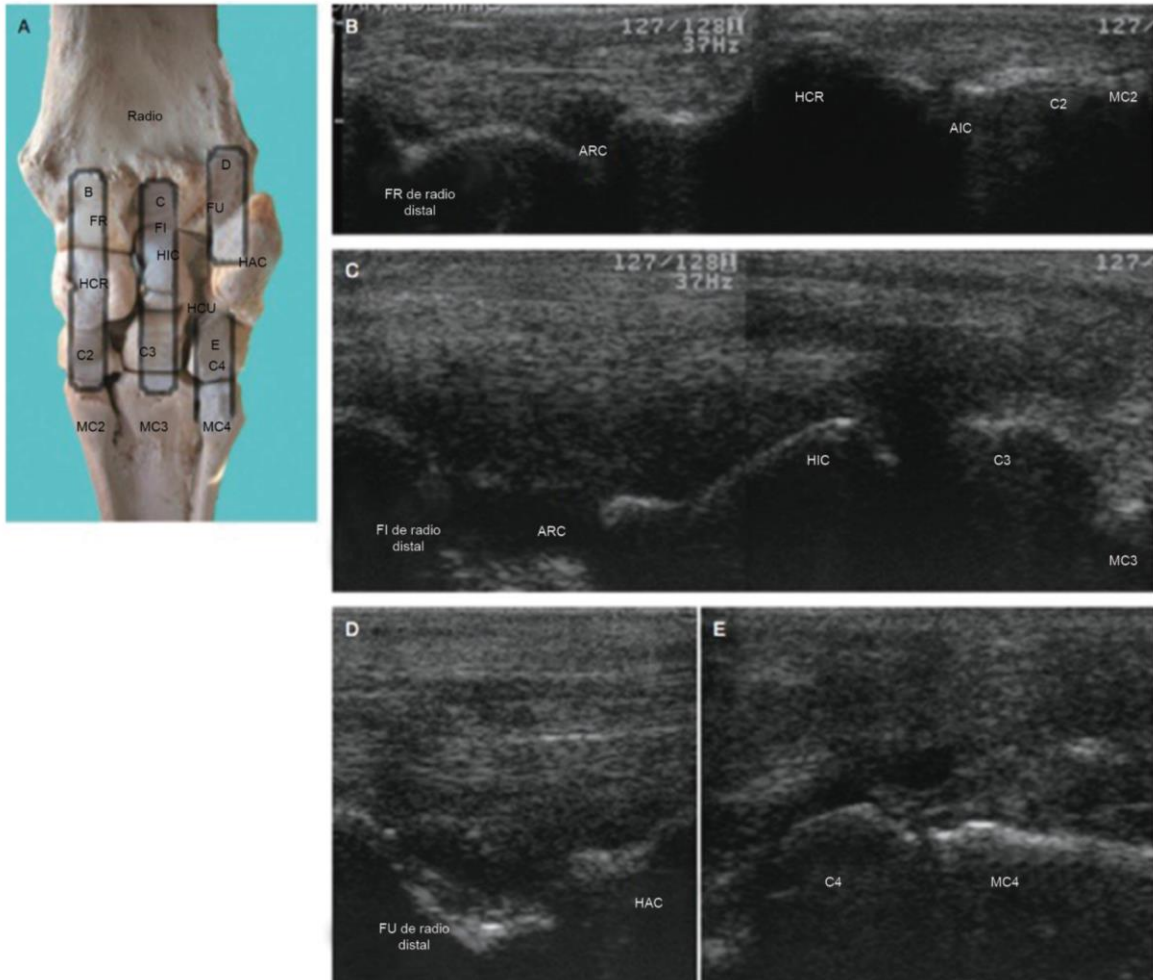 A
Radio
D
B
C
FR
FI
FU
HIC
HAC
HCR
HCU
C2
C3
E
C4
MC2
MC3
MC4
B
127/128
37Hz
127/
HCR
C2
MC2
AIC
ARC
FR de radio
distal
C
127/128
37Hz
127/
HIC
C3
FI de radio
distal
ARC
MC3
D
HAC
FU de radio
distal
E
C4
MC4